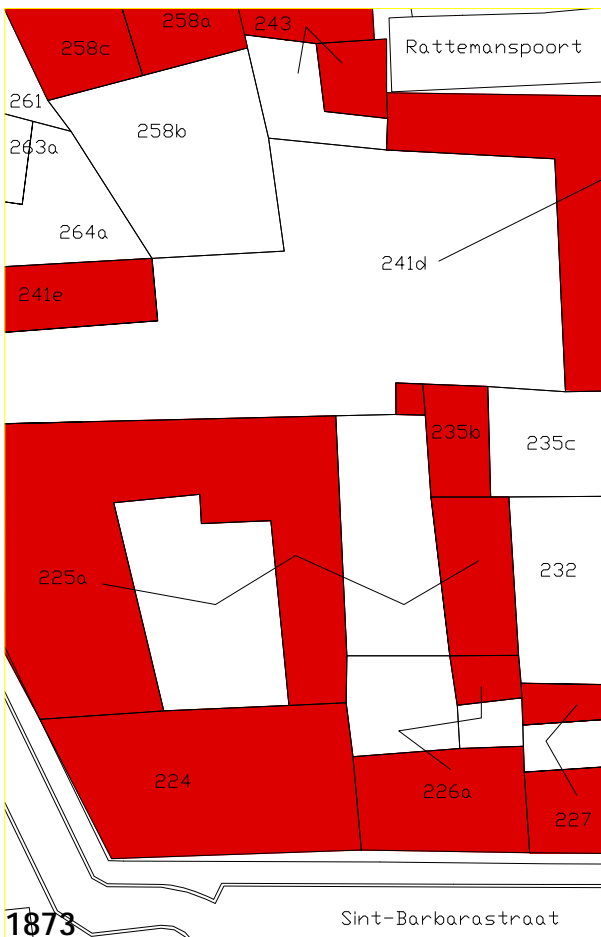 258c
258a
243
Rattemanspoort
261
258b
263a
264a
241d
241e
235b
235c
225a
232
224
226a
227
1873
Sint-Barbarastraat